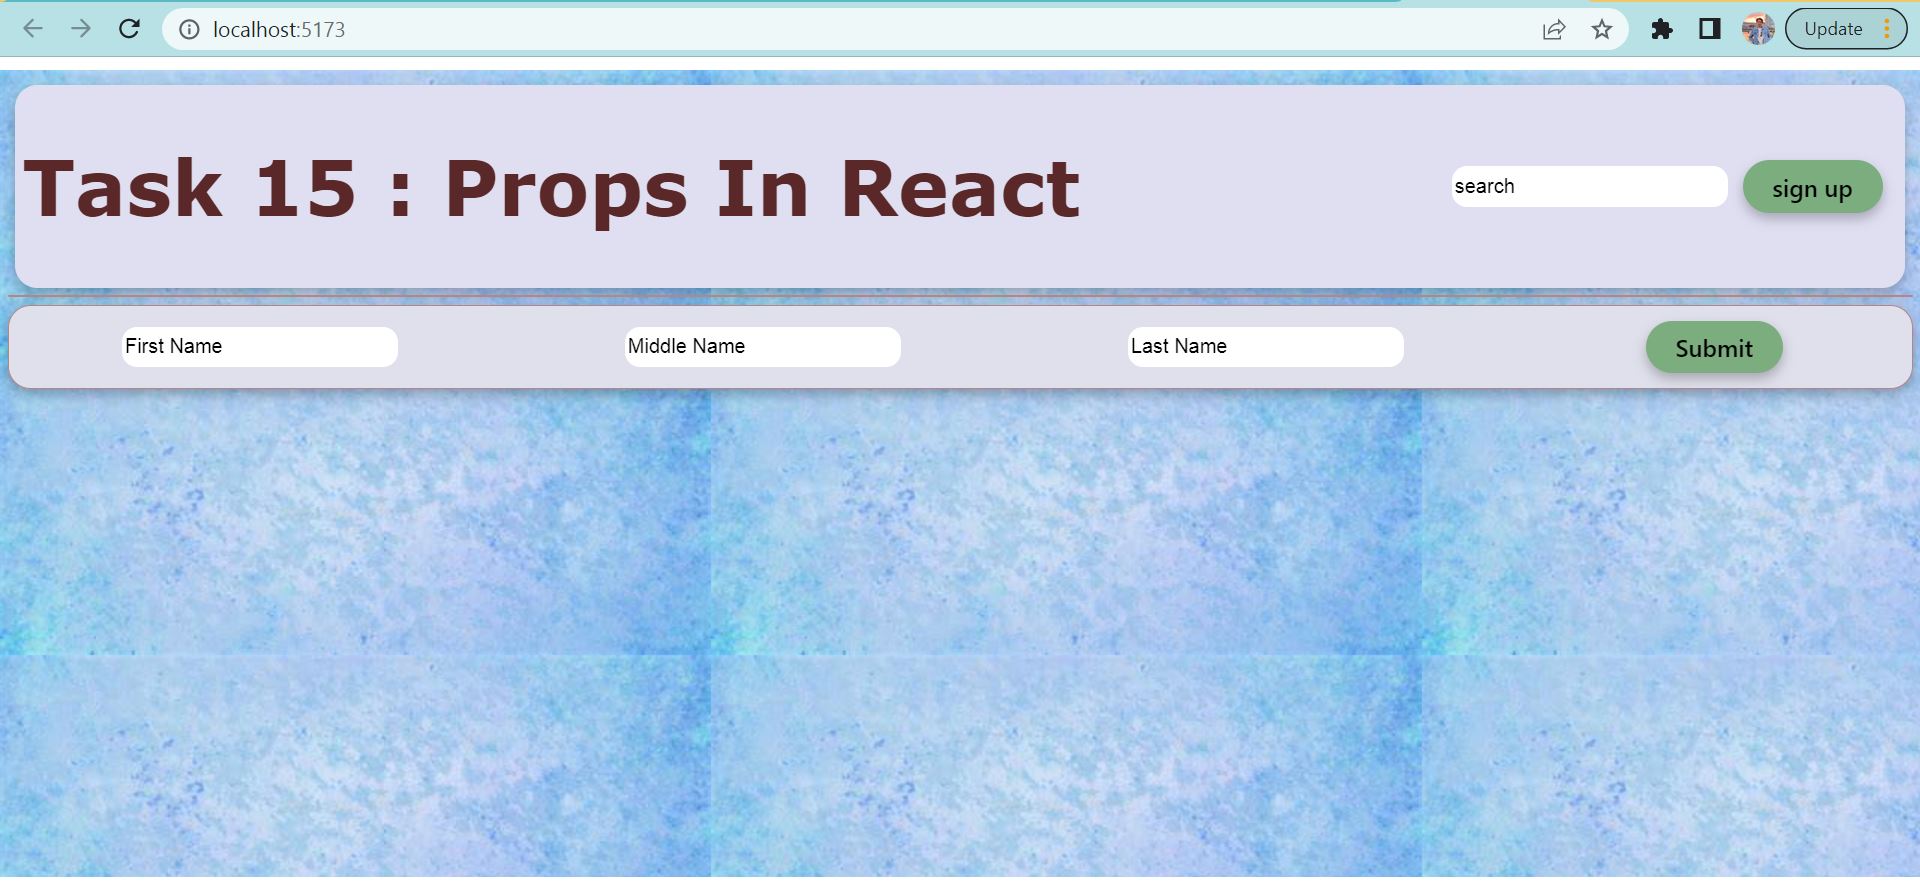 localhost:5173
Update
Task 15 : Props In React
search
sign up
First Name
Middle Name
Last Name
Submit